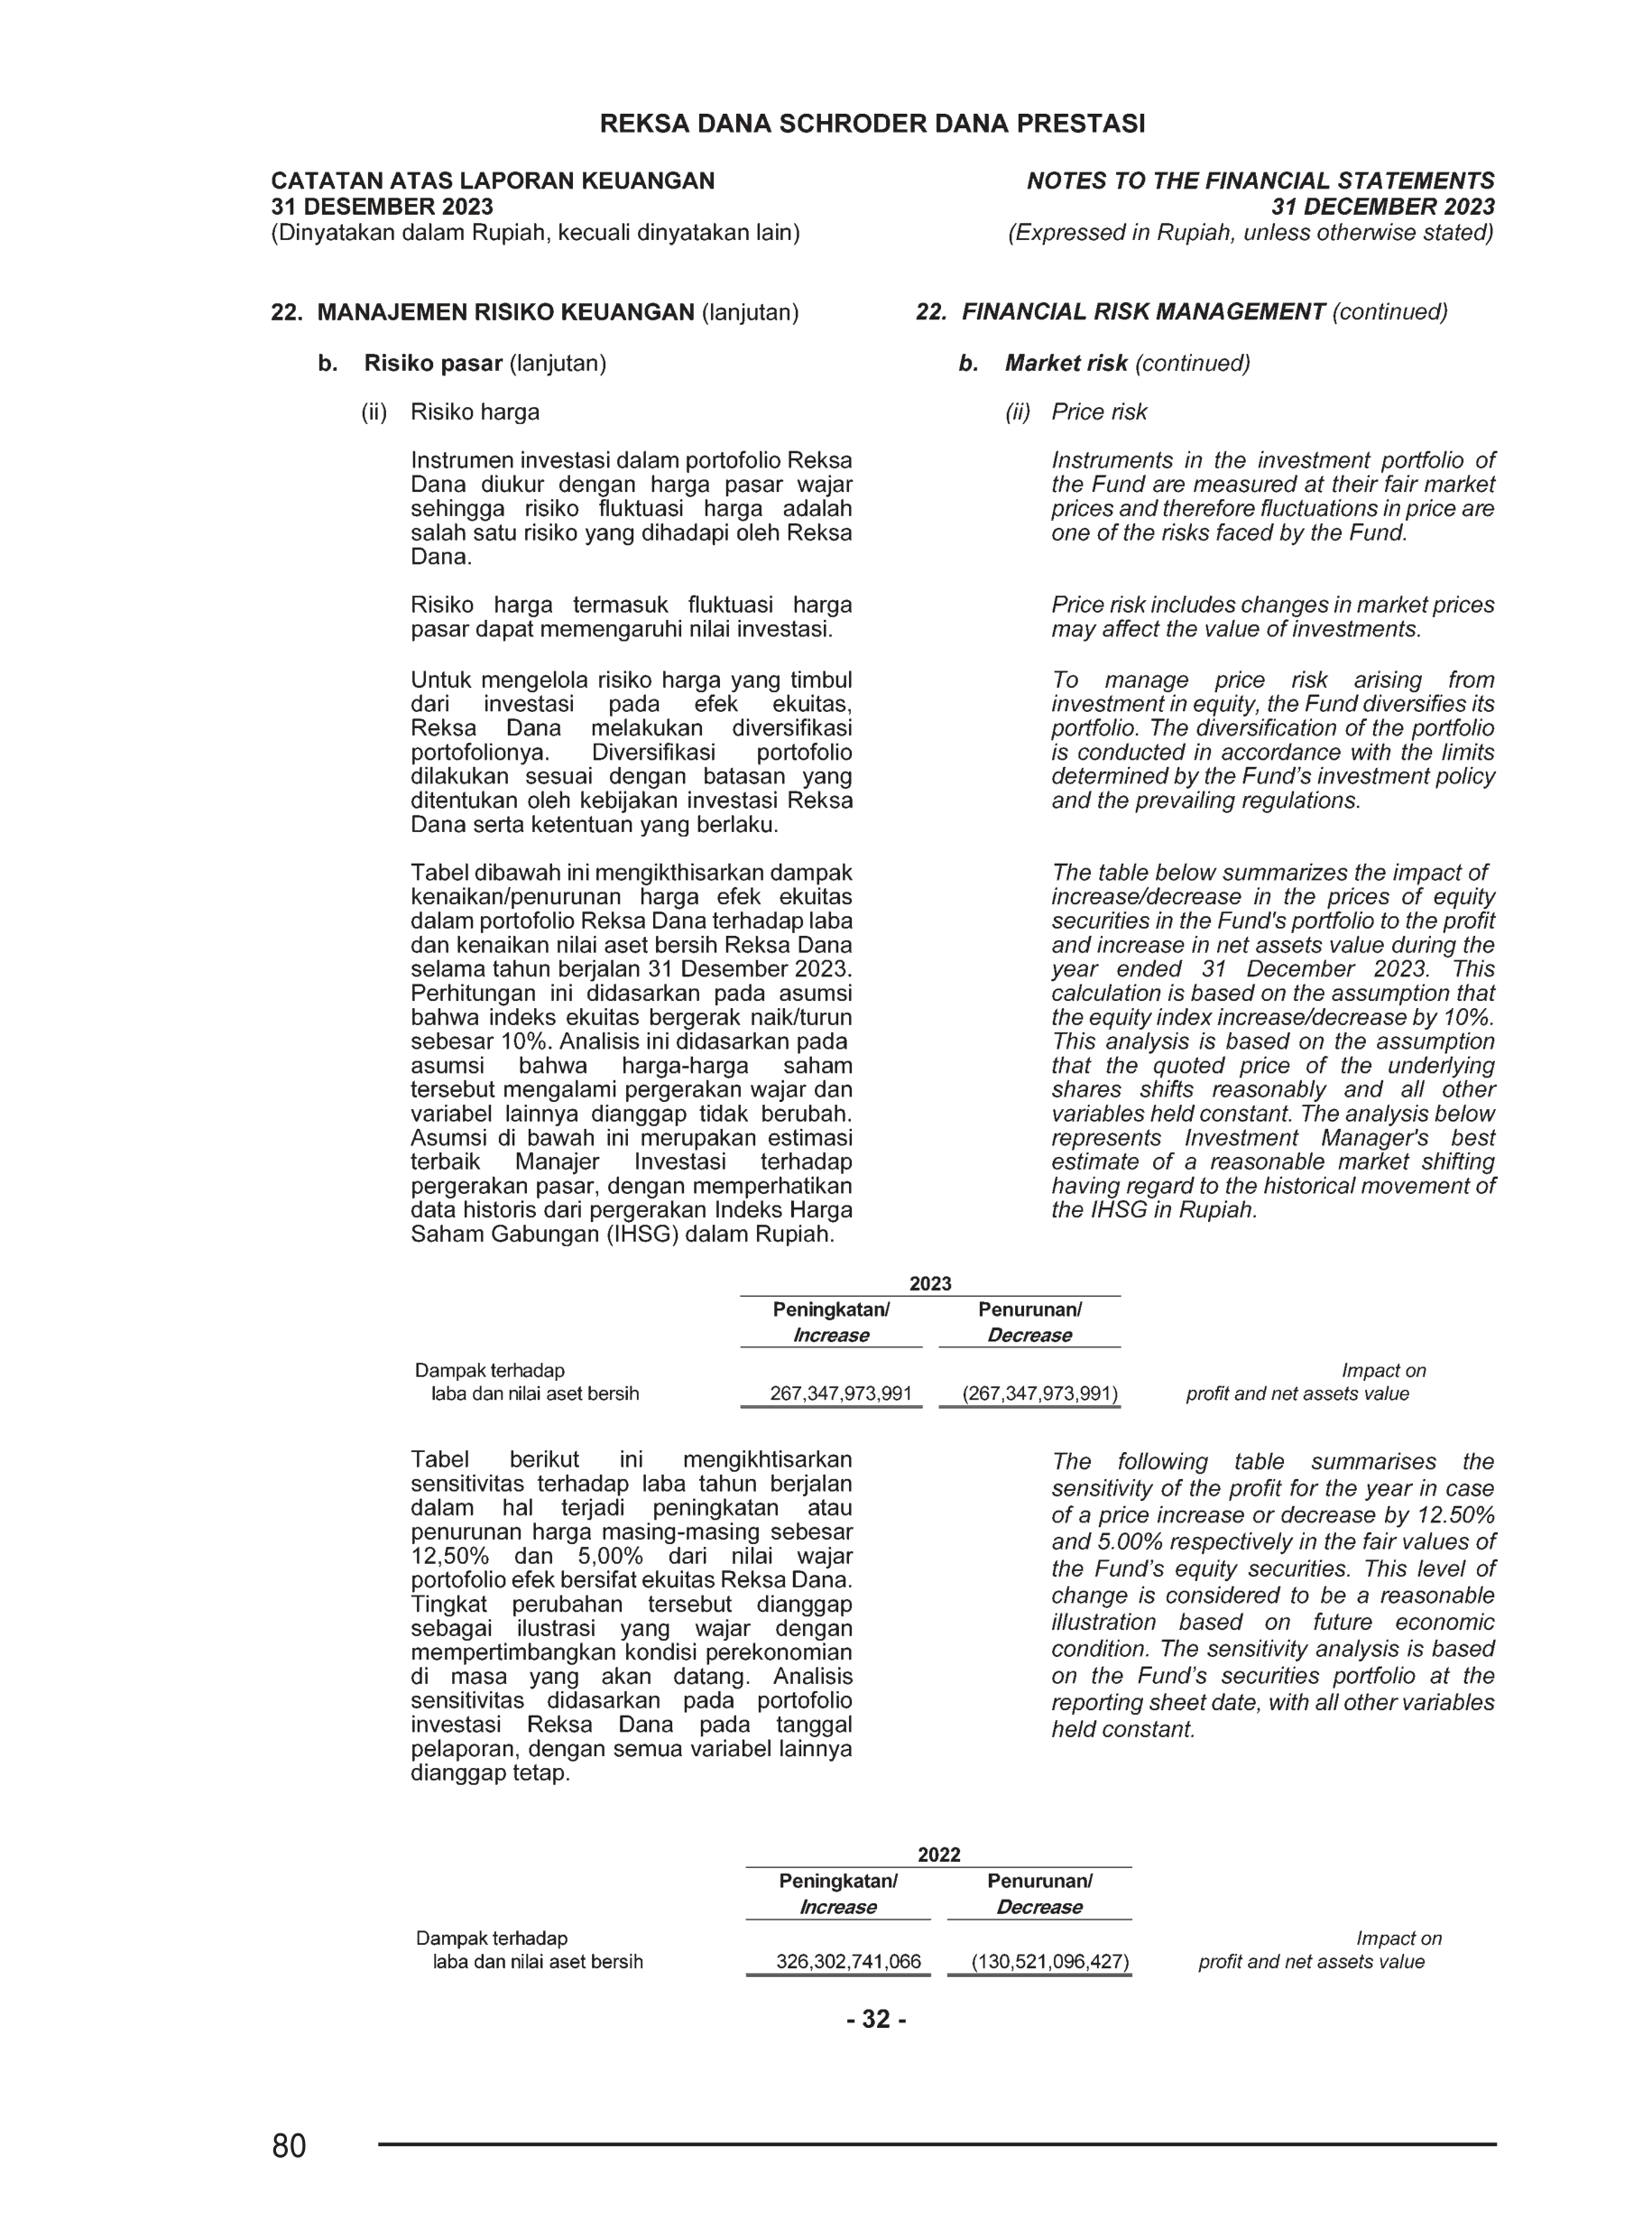 REKSA DANA SCHRODER DANA PRESTASI
CATATAN ATAS LAPORAN KEUANGAN
31 DESEMBER 2023
(Dinyatakan dalam Rupiah, kecuali dinyatakan lain)
NOTES TO THE FINANCIAL STATEMENTS
31 DECEMBER 2023
(Expressed in Rupiah, unless otherwise stated)
22. MANAJEMEN RISIKO KEUANGAN (lanjutan)
b. Risiko pasar (lanjutan)
(ii) Risiko harga
Instrumen investasi dalam portofolio Reksa
Dana diukur dengan harga pasar wajar
sehingga risiko fluktuasi harga adalah
salah satu risiko yang dihadapi oleh Reksa
Dana.
Risiko harga termasuk fluktuasi harga
pasar dapat memengaruhi nilai investasi.
Untuk mengelola risiko harga yang timbul
dari investasi pada efek ekuitas,
Reksa Dana melakukan diversifikasi
portofolionya. Diversifikasi portofolio
dilakukan sesuai dengan batasan yang
ditentukan oleh kebijakan investasi Reksa
Dana serta ketentuan yang berlaku.
Tabel dibawah ini mengikthisarkan dampak
kenaikan/penurunan harga efek ekuitas
dalam portofolio Reksa Dana terhadap laba
dan kenaikan nilai aset bersih Reksa Dana
selama tahun berjalan 31 Desember 2023.
Perhitungan ini didasarkan pada asumsi
bahwa indeks ekuitas bergerak naik/turun
sebesar 10%. Analisis ini didasarkan pada
asumsi bahwa harga-harga saham
tersebut mengalami pergerakan wajar dan
variabel lainnya dianggap tidak berubah.
Asumsi di bawah ini merupakan estimasi
terbaik Manajer Investasi terhadap
pergerakan pasar, dengan memperhatikan
data historis dari pergerakan Indeks Harga
Saham Gabungan (IHSG) dalam Rupiah.
22. FINANCIAL RISK MANAGEMENT (continued)
b. Market risk (continued)
(ii) Price risk
Instruments in the investment portfolio of
the Fund are measured at their fair market
prices and therefore fluctuations in price are
one of the risks faced by the Fund.
Price risk includes changes in market prices
may affect the value of investments.
To manage price risk arising from
investment in equity, the Fund diversifies its
portfolio. The diversification of the portfolio
is conducted in accordance with the limits
determined by the Fund’s investment policy
and the prevailing regulations.
The table below summarizes the impact of
increase/decrease in the prices of equity
securities in the Fund's portfolio to the profit
and increase in net assets value during the
year ended 31 December 2023. This
calculation is based on the assumption that
the equity index increase/decrease by 10%.
This analysis is based on the assumption
that the quoted price of the underlying
shares shifts reasonably and all other
variables held constant. The analysis below
represents Investment Manager's best
estimate of a reasonable market shifting
having regard to the historical movement of
the IHSG in Rupiah.
2023
Peningkatan/ Penurunan/
Increase Decrease
Dampak terhadap Impact on
laba dan nilai aset bersih 267,347,973,991 (267,347,973,991) profit and net assets value
Tabel berikut ini mengikhtisarkan
sensitivitas terhadap laba tahun berjalan
dalam hal terjadi peningkatan atau
penurunan harga masing-masing sebesar
12,50% dan 5,00% dari nilai wajar
portofolio efek bersifat ekuitas Reksa Dana.
Tingkat perubahan tersebut dianggap
sebagai ilustrasi yang wajar dengan
mempertimbangkan kondisi perekonomian
di masa yang akan datang. Analisis
sensitivitas didasarkan pada portofolio
investasi Reksa Dana pada tanggal
pelaporan, dengan semua variabel lainnya
dianggap tetap.
The following table summarises the
sensitivity of the profit for the year in case
of a price increase or decrease by 12.50%
and 5.00% respectively in the fair values of
the Fund’s equity securities. This level of
change is considered to be a reasonable
illustration based on future economic
condition. The sensitivity analysis is based
on the Fund’s securities portfolio at the
reporting sheet date, with all other variables
held constant.
2022
Peningkatan/ Penurunan/
Increase Decrease
Dampak terhadap Impact on
laba dan nilai aset bersih 326,302,741,066 (130,521,096,427) profit and net assets value
- 32 -
80